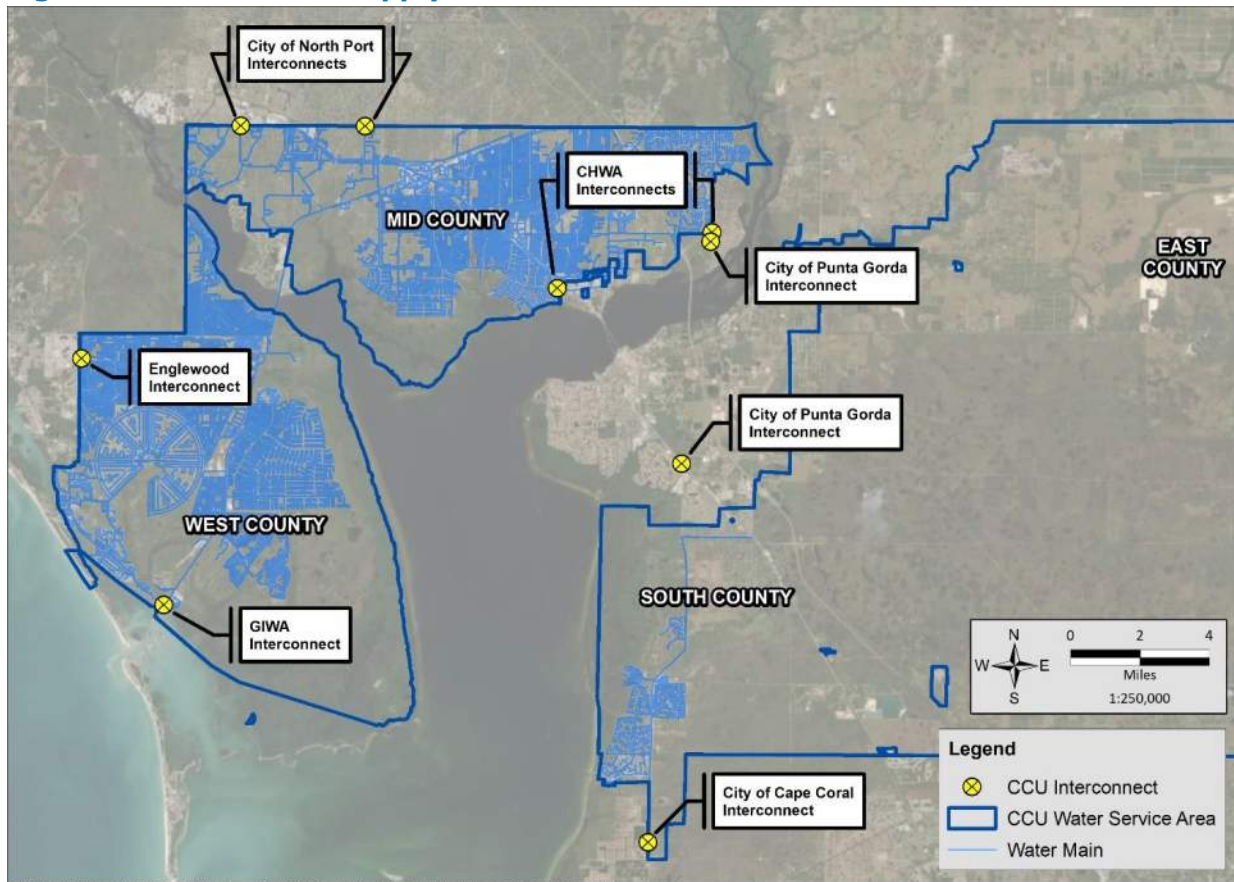 City of North Port
Interconnects
CHWA
Interconnects
MID COUNTY
EAST
COUNTY
City of Punta Gorda
Interconnect
Englewood
Interconnect
City of Punta Gorda
Interconnect
WEST COUNTY
SOUTH COUNTY
GIWA
Interconnect
N
W E
S
0 2 4
Miles
1:250,000
City of Cape Coral
Interconnect
Legend
CCU Interconnect
CCU Water Service Area
Water Main